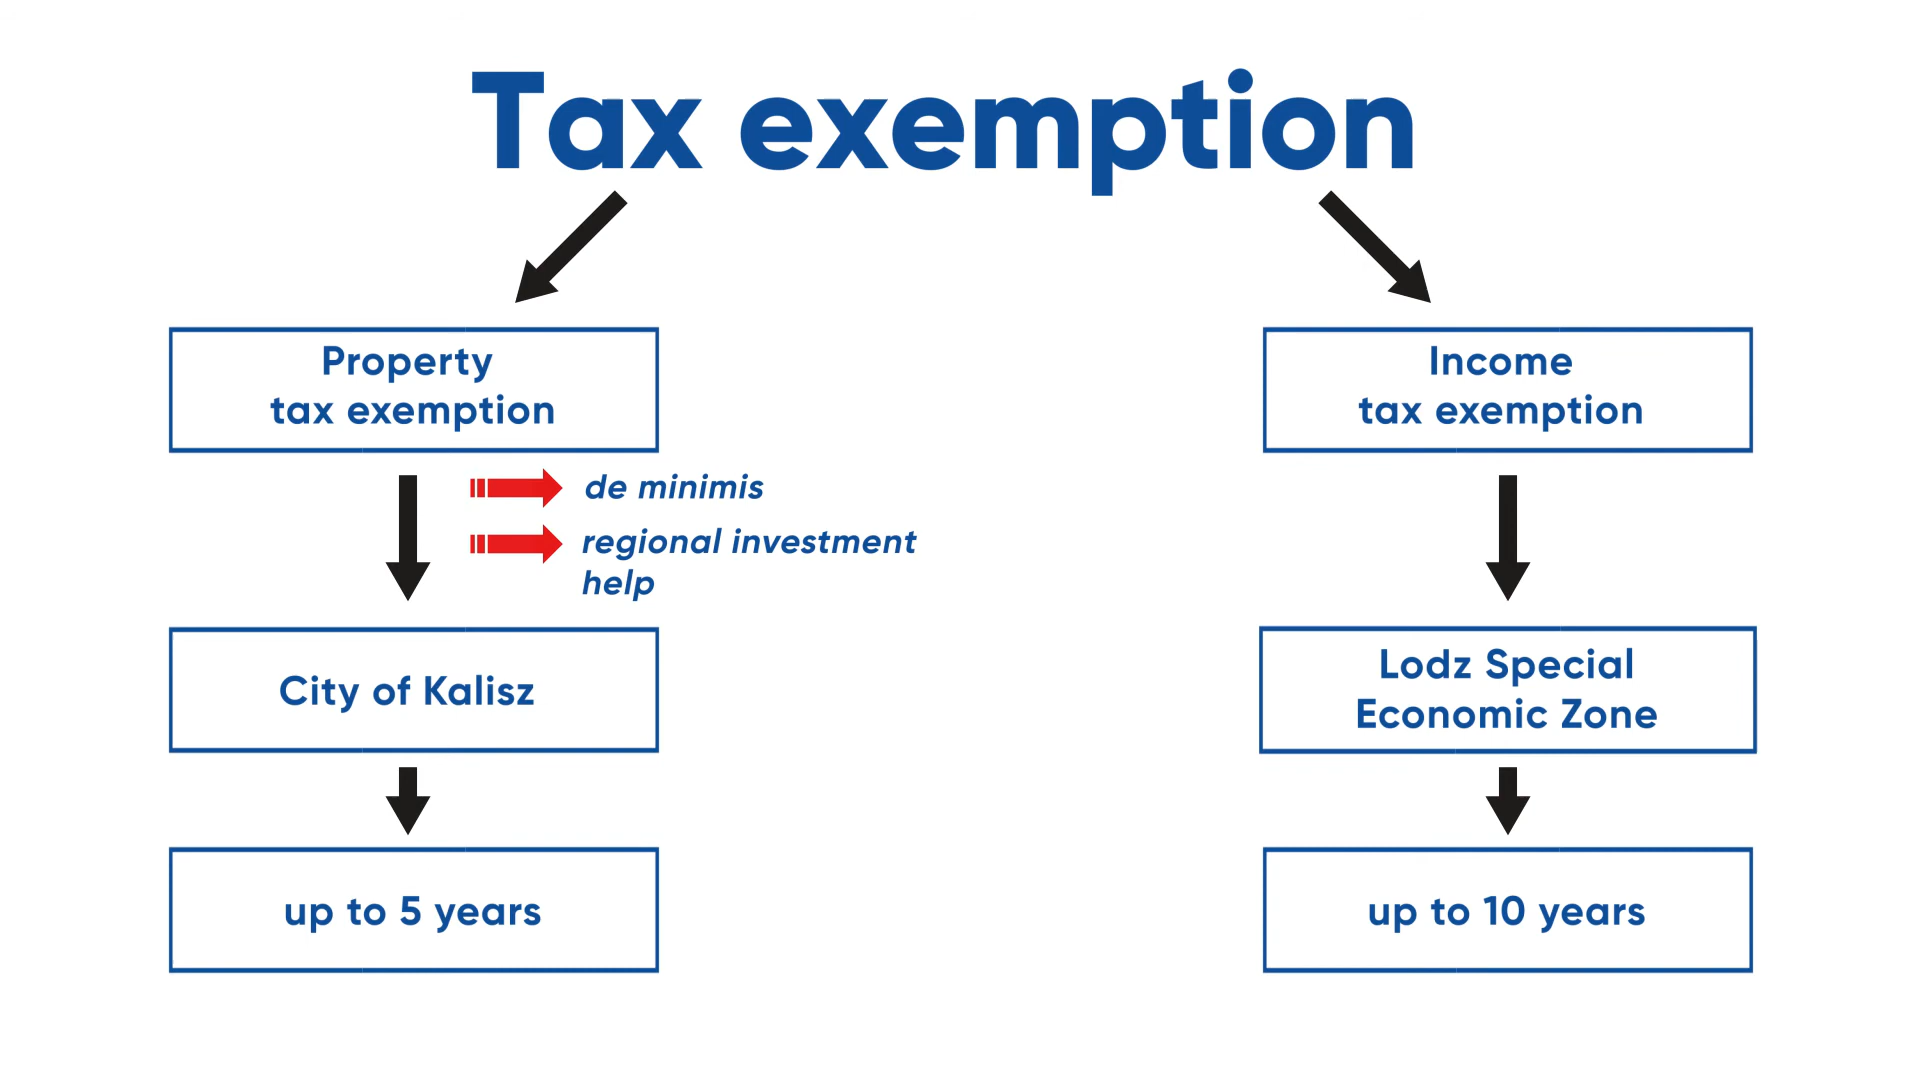 Tax exemption
Property
tax exemption
de minimis
regional investment
help
City of Kalisz
up to 5 years
Income
tax exemption
Lodz Special
Economic Zone
up to 10 years